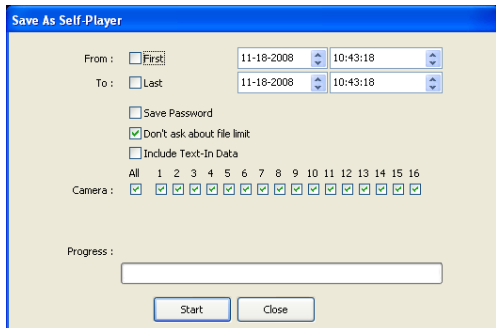 Save As Self-Player
From : First 11-18-2008 10:43:18
To : Last 11-18-2008 10:43:18
Save Password
Don't ask about file limit
Include Text-In Data
All 1 2 3 4 5 6 7 8 9 10 11 12 13 14 15 16
Camera :
Progress :
Start Close